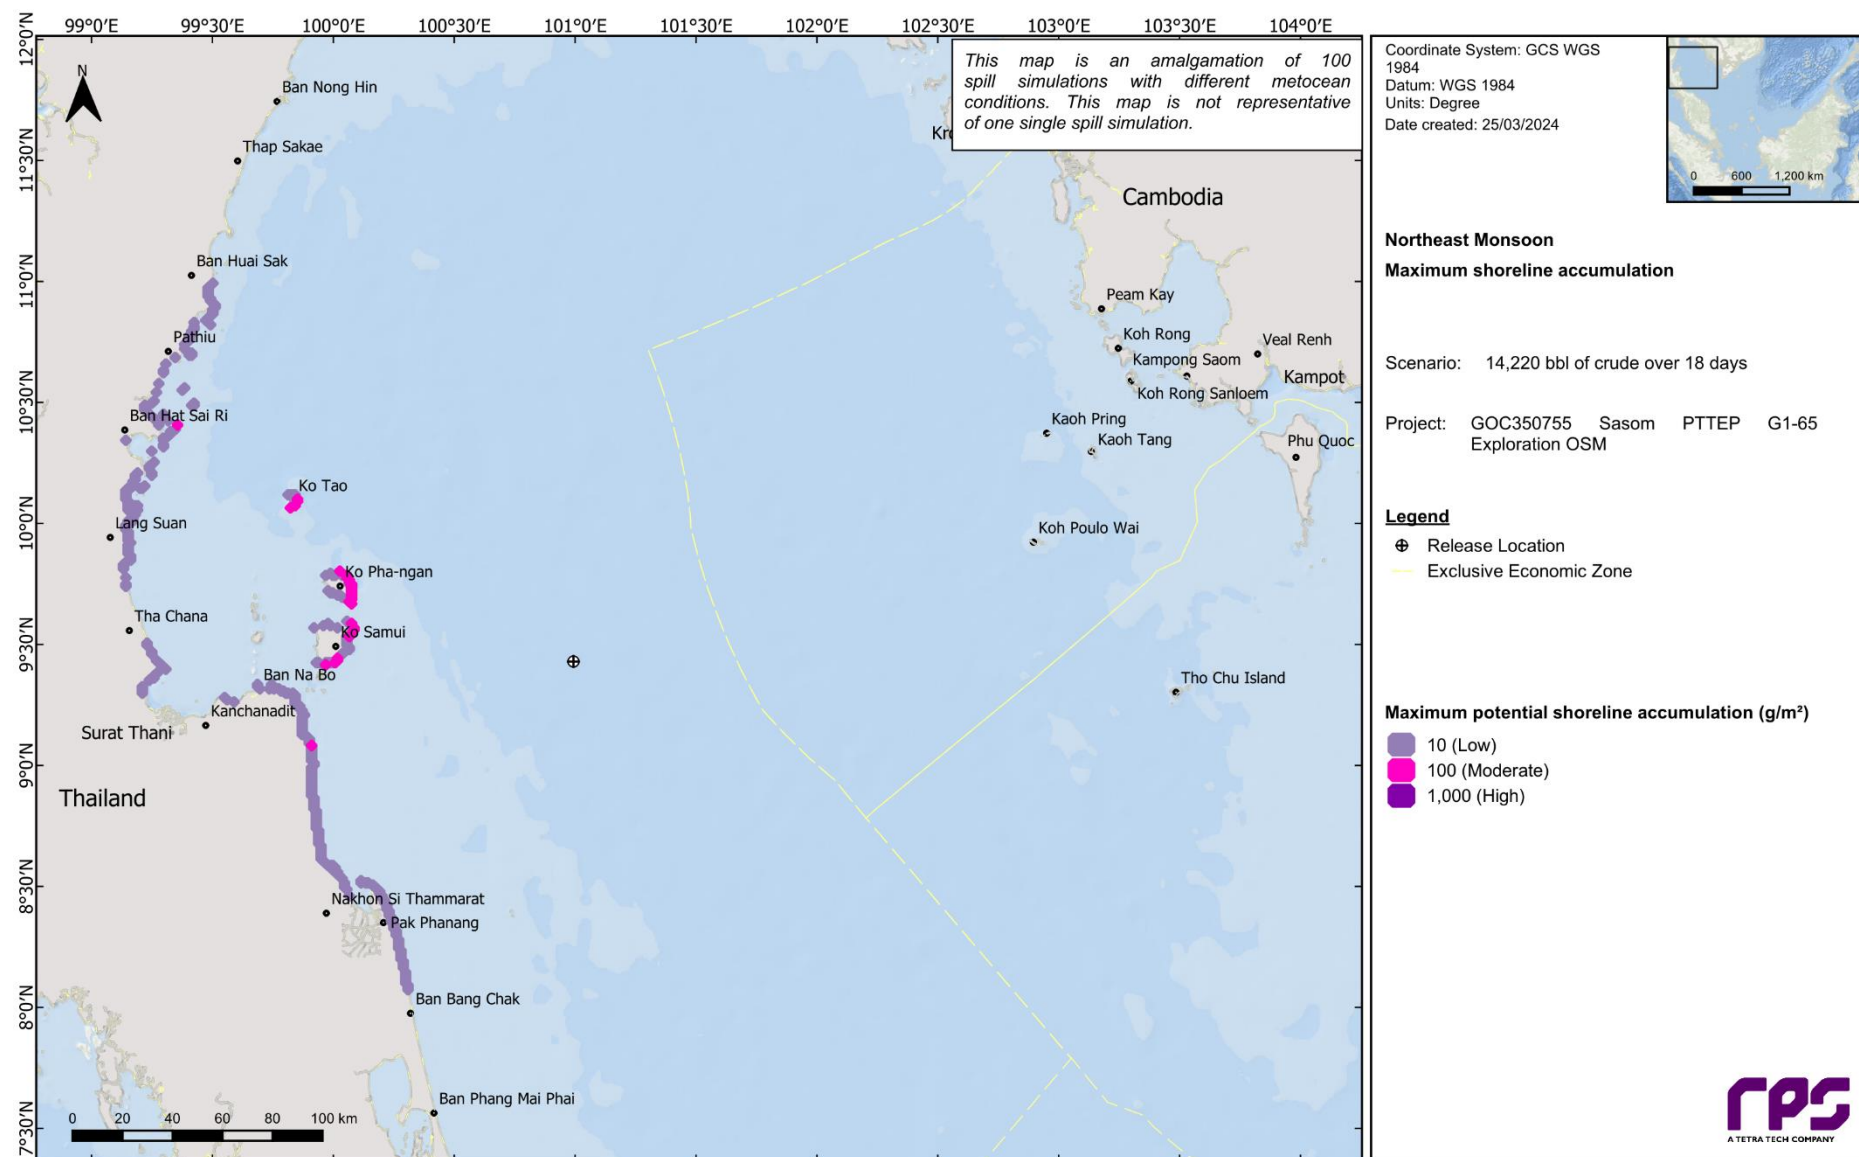 99°0'E 99°30'E 100°0'E 100°30'E 101°0'E 101°30'E 102°0'E 102°30'E 103°0'E 103°30'E 104°0'E
12°0'N
11°30'N
11°0'N
10°30'N
10°0'N
9°30'N
9°0'N
8°30'N
8°0'N
7°30'N
N
This map is an amalgamation of 100
spill simulations with different metocean
conditions. This map is not representative
of one single spill simulation.
Ban Nong Hin
Thap Sakae
Cambodia
Ban Huai Sak
Peam Kay
Pathiu
Koh Rong
Veal Renh
Kampong Saom
Kampot
Koh Rong Sanloem
Ban Hat Sai Ri
Kaoh Pring
Kaoh Tang
Phu Quoc
Ko Tao
Lang Suan
Koh Poulo Wai
Ko Pha-ngan
Tha Chana
Ko Samui
Ban Na Bo
Tho Chu Island
Kanchanadit
Surat Thani
Thailand
Nakhon Si Thammarat
Pak Phanang
Ban Bang Chak
Ban Phang Mai Phai
0 20 40 60 80 100 km
Coordinate System: GCS WGS
1984
Datum: WGS 1984
Units: Degree
Date created: 25/03/2024
0 600 1,200 km
Northeast Monsoon
Maximum shoreline accumulation
Scenario: 14,220 bbl of crude over 18 days
Project: GOC350755 Sasom PTTEP G1-65
Exploration OSM
Legend
Release Location
Exclusive Economic Zone
Maximum potential shoreline accumulation (g/m²)
10 (Low)
100 (Moderate)
1,000 (High)
rps
A TETRA TECH COMPANY